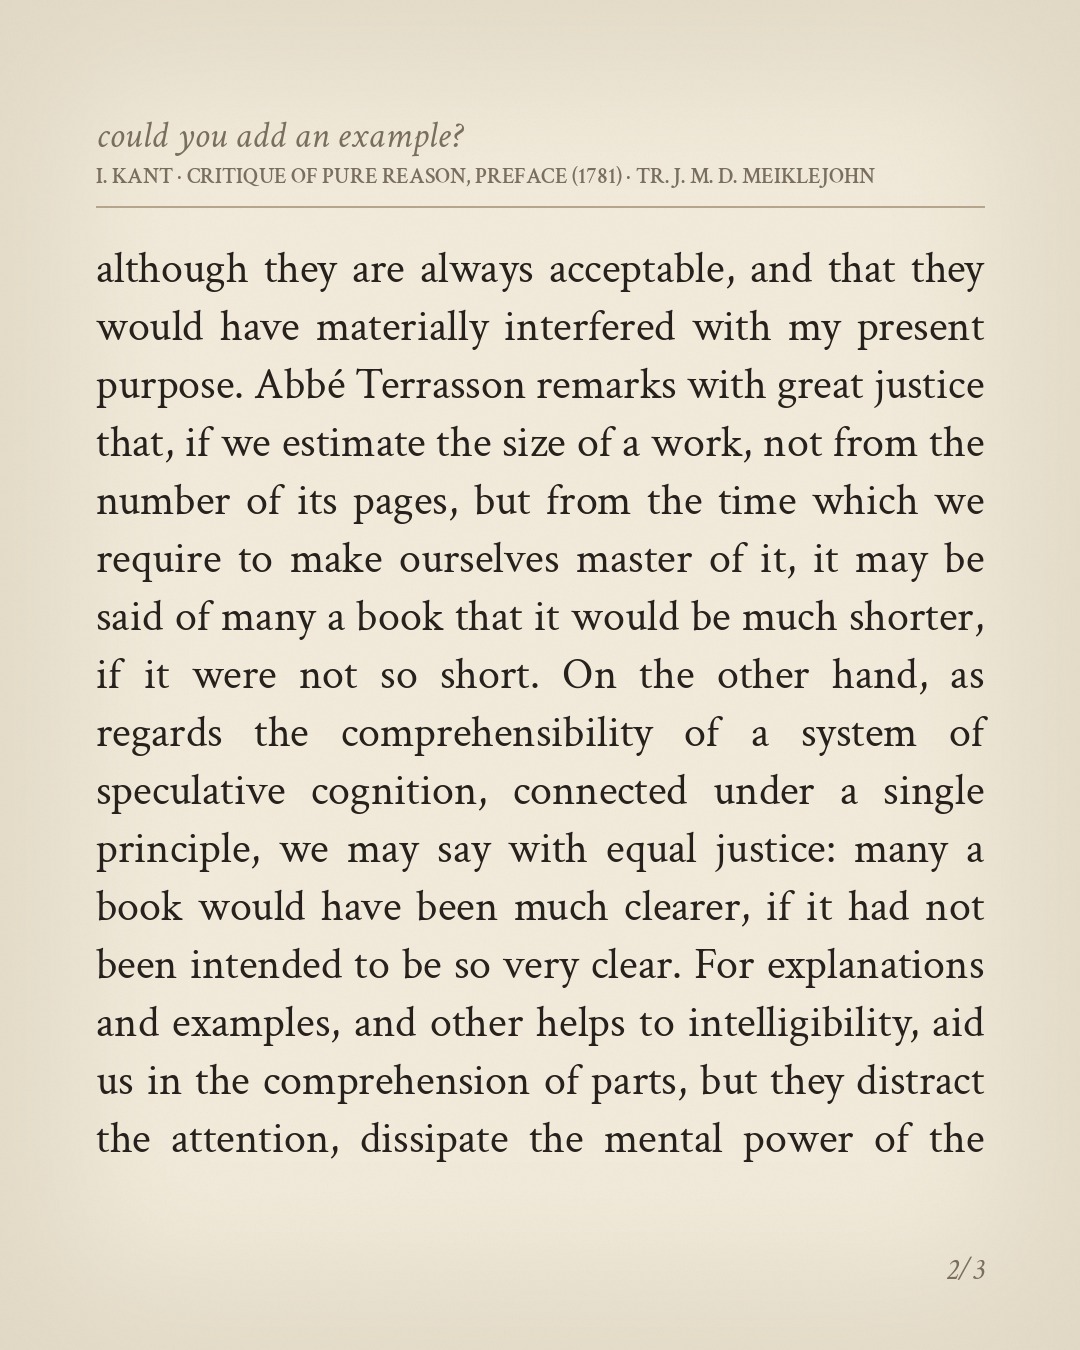 could you add an example?
I. KANT · CRITIQUE OF PURE REASON, PREFACE (1781) · TR. J. M. D. MEIKLEJOHN
although they are always acceptable, and that they
would have materially interfered with my present
purpose. Abbé Terrasson remarks with great justice
that, if we estimate the size of a work, not from the
number of its pages, but from the time which we
require to make ourselves master of it, it may be
said of many a book that it would be much shorter,
if it were not so short. On the other hand, as
regards the comprehensibility of a system of
speculative cognition, connected under a single
principle, we may say with equal justice: many a
book would have been much clearer, if it had not
been intended to be so very clear. For explanations
and examples, and other helps to intelligibility, aid
us in the comprehension of parts, but they distract
the attention, dissipate the mental power of the
2/3